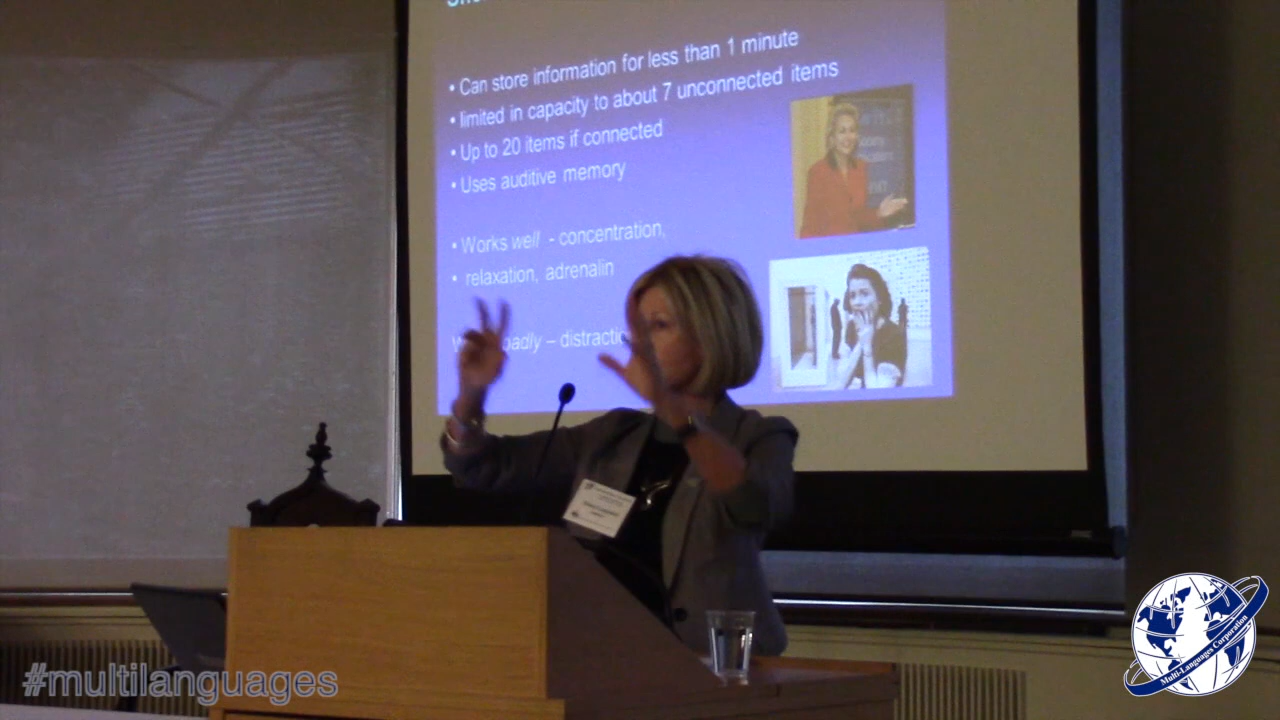 • Can store information for less than 1 minute
• limited in capacity to about 7 unconnected items
• Up to 20 items if connected
• Uses auditive memory
• Works well - concentration,
• relaxation, adrenalin
badly – distraction
#multilanguages
Multi-Languages Corporation